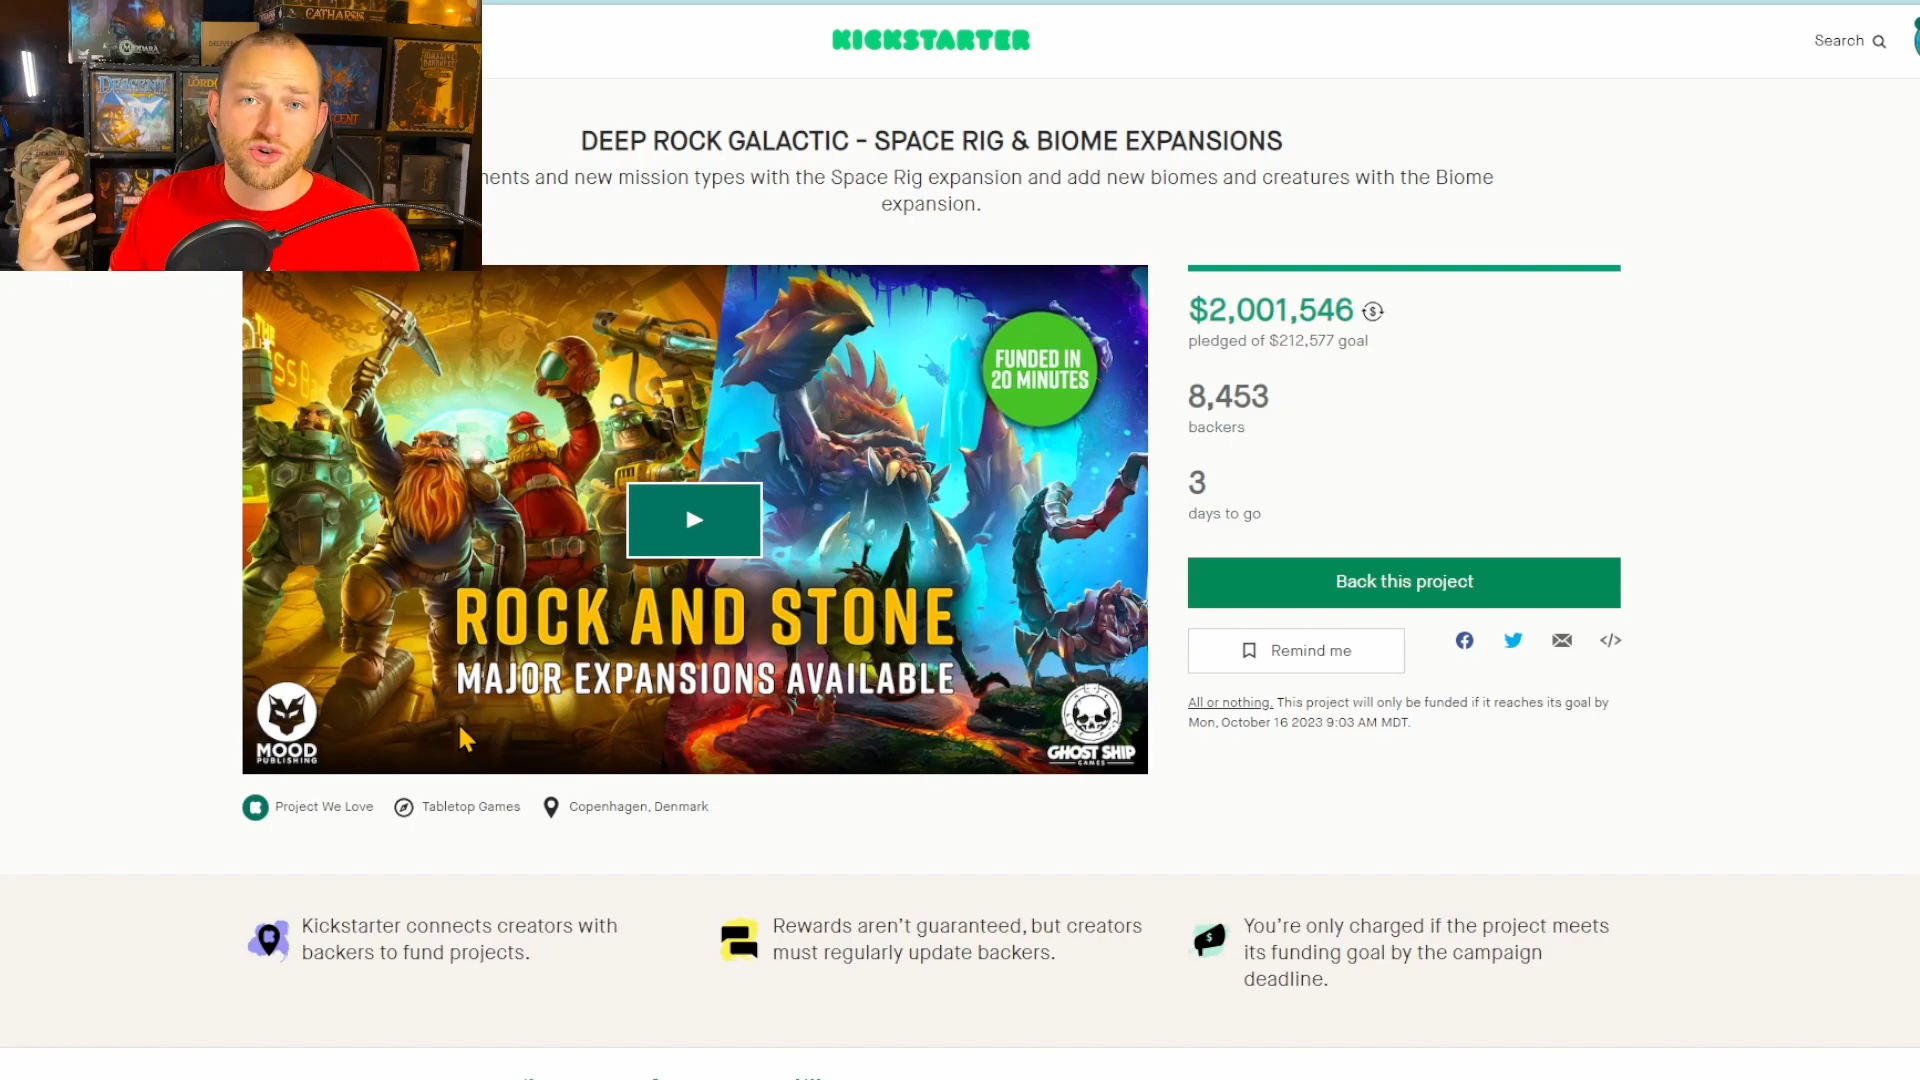 CATHARSIS
MIDDARA
DESCENT
KICKSTARTER
Search
DEEP ROCK GALACTIC - SPACE RIG & BIOME EXPANSIONS
and new mission types with the Space Rig expansion and add new biomes and creatures with the Biome
expansion.
FUNDED IN
20 MINUTES
ROCK AND STONE
MAJOR EXPANSIONS AVAILABLE
MOOD
PUBLISHING
GHOST SHIP
GAMES
$2,001,546
pledged of $212,577 goal
8,453
backers
3
days to go
Back this project
Remind me
All or nothing. This project will only be funded if it reaches its goal by
Mon, October 16 2023 9:03 AM MDT.
Project We Love
Tabletop Games
Copenhagen, Denmark
Kickstarter connects creators with
backers to fund projects.
Rewards aren't guaranteed, but creators
must regularly update backers.
You're only charged if the project meets
its funding goal by the campaign
deadline.